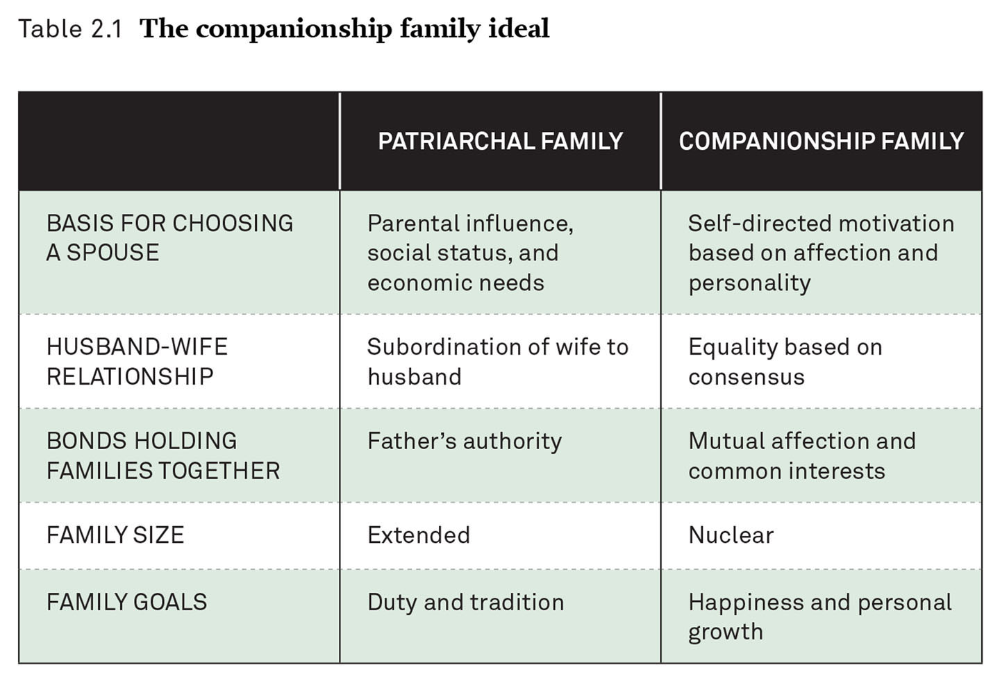 Table 2.1 The companionship family ideal
PATRIARCHAL FAMILY
COMPANIONSHIP FAMILY
BASIS FOR CHOOSING
A SPOUSE
Parental influence,
social status, and
economic needs
Self-directed motivation
based on affection and
personality
HUSBAND-WIFE
RELATIONSHIP
Subordination of wife to
husband
Equality based on
consensus
BONDS HOLDING
FAMILIES TOGETHER
Father’s authority
Mutual affection and
common interests
FAMILY SIZE
Extended
Nuclear
FAMILY GOALS
Duty and tradition
Happiness and personal
growth